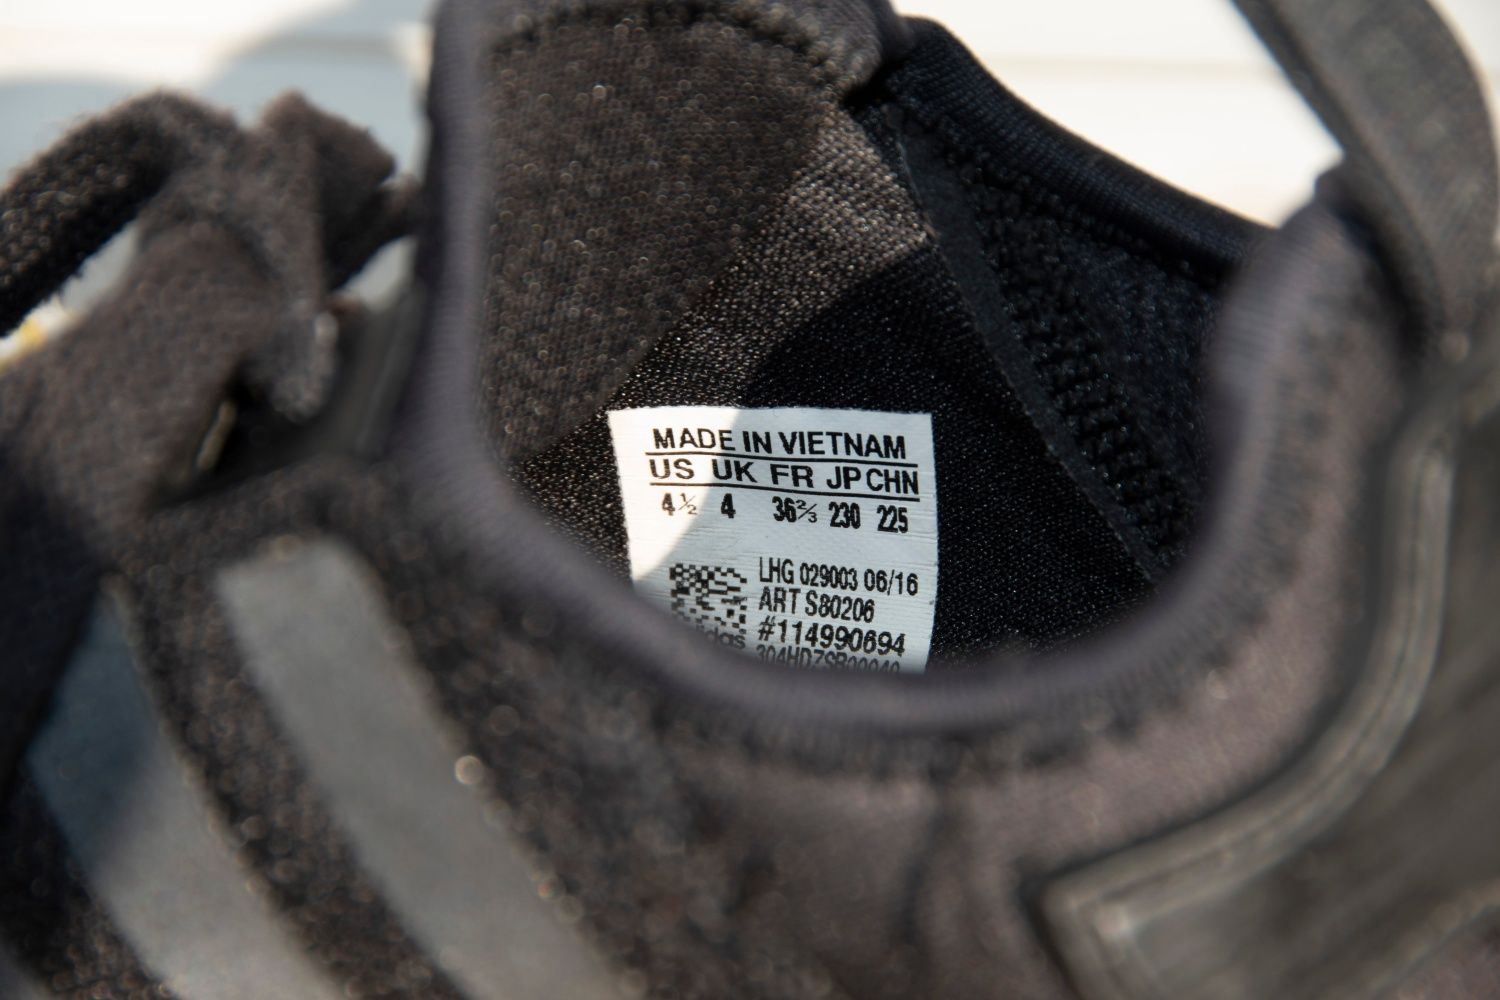 MADE IN VIETNAM
US UK FR JP CHN
4½ 4 36⅔ 230 225
LHG 029003 06/16
ART S80206
#114990694
adidas